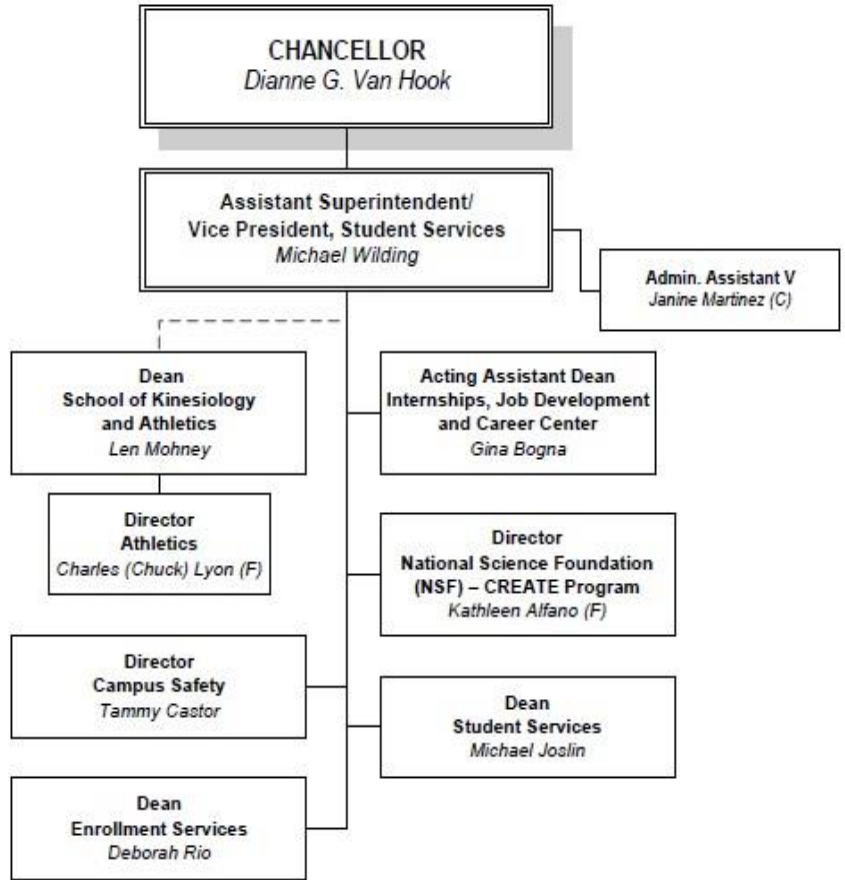 CHANCELLOR
Dianne G. Van Hook
Assistant Superintendent/
Vice President, Student Services
Michael Wilding
Admin. Assistant V
Janine Martinez (C)
Dean
School of Kinesiology
and Athletics
Len Mohney
Acting Assistant Dean
Internships, Job Development
and Career Center
Gina Bogna
Director
Athletics
Charles (Chuck) Lyon (F)
Director
National Science Foundation
(NSF) – CREATE Program
Kathleen Alfano (F)
Director
Campus Safety
Tammy Castor
Dean
Student Services
Michael Joslin
Dean
Enrollment Services
Deborah Rio